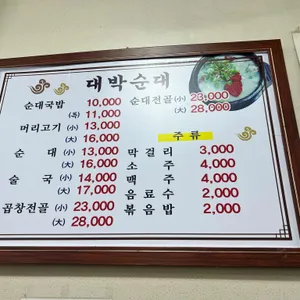 대박순대
순대국밥 10,000
(특) 11,000
머리고기 (小) 13,000
(大) 16,000
순 대 (小) 13,000
(大) 16,000
술 국 (小) 14,000
(大) 17,000
곱창전골 (小) 23,000
(大) 28,000
순대전골 (小) 23,000
(大) 28,000
주 류
막걸리 3,000
소 주 4,000
맥 주 4,000
음료수 2,000
볶음밥 2,000